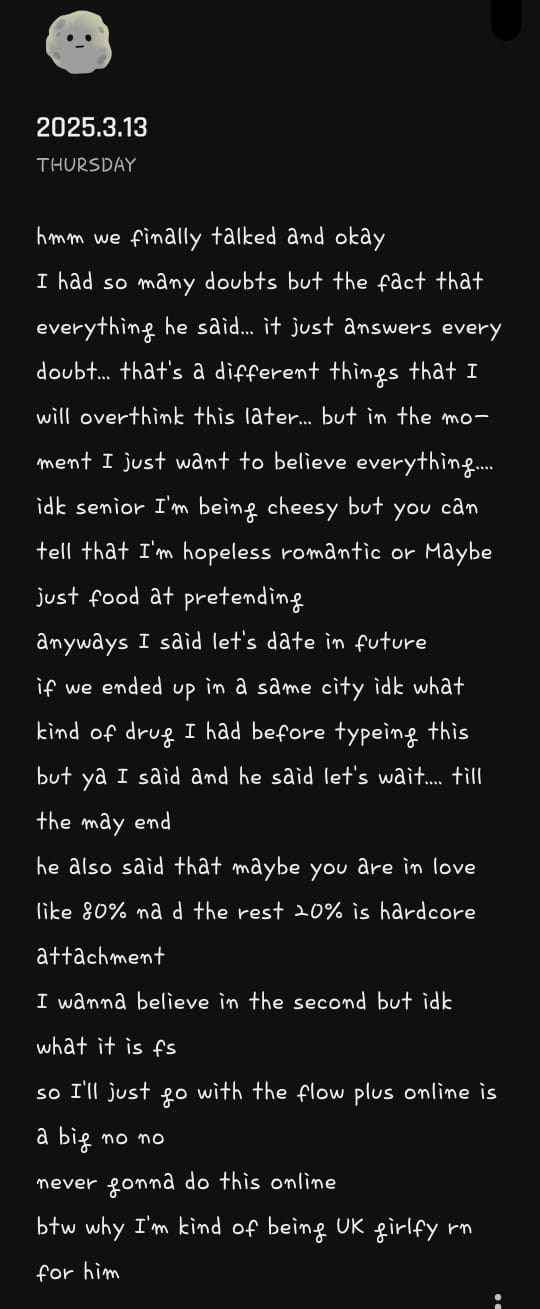 2025.3.13
THURSDAY
hmm we finally talked and okay
I had so many doubts but the fact that
everything he said... it just answers every
doubt... that's a different things that I
will overthink this later... but in the mo-
ment I just want to believe everything....
idk senior I'm being cheesy but you can
tell that I'm hopeless romantic or Maybe
just food at pretending
anyways I said let's date in future
if we ended up in a same city idk what
kind of drug I had before typeing this
but ya I said and he said let's wait.... till
the may end
he also said that maybe you are in love
like 80% na d the rest 20% is hardcore
attachment
I wanna believe in the second but idk
what it is fs
so I'll just go with the flow plus online is
a big no no
never gonna do this online
btw why I'm kind of being UK girlfy rn
for him